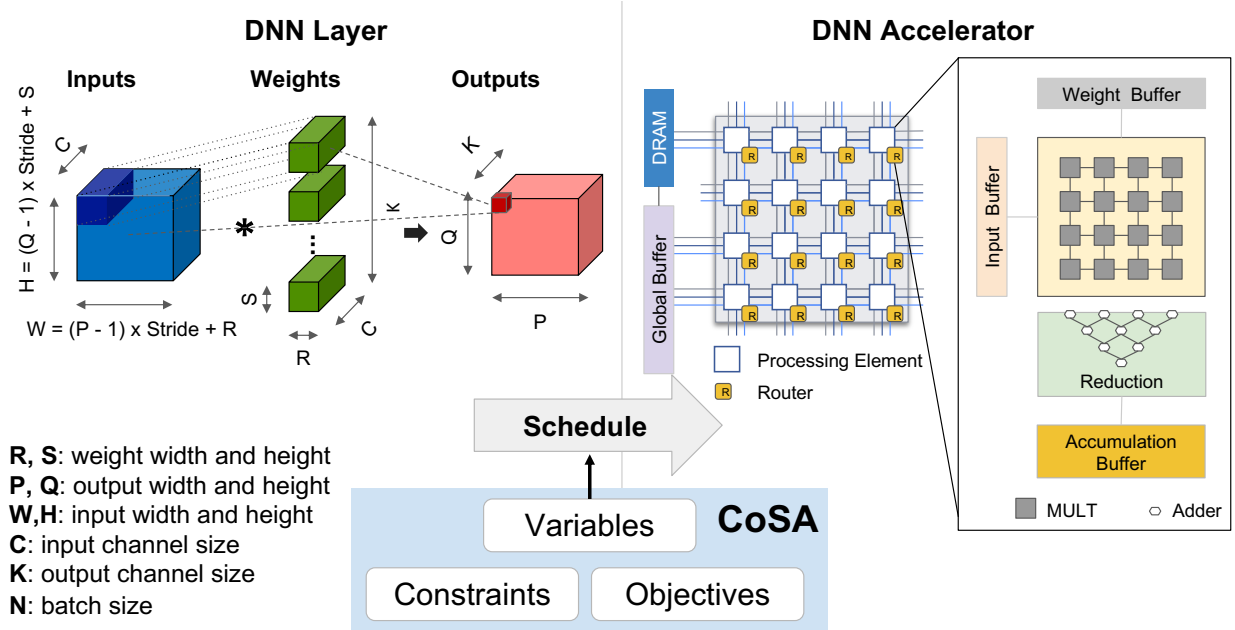 DNN Layer
Inputs
Weights
Outputs
H = (Q - 1) x Stride + S
C
*
...
K
K
Q
S
C
R
P
W = (P - 1) x Stride + R
DNN Accelerator
DRAM
Global Buffer
R R R R
R R R R
R R R R
R R R R
Processing Element
R Router
Weight Buffer
Input Buffer
Reduction
Accumulation
Buffer
MULT
Adder
Schedule
R, S: weight width and height
P, Q: output width and height
W,H: input width and height
C: input channel size
K: output channel size
N: batch size
CoSA
Variables
Constraints
Objectives